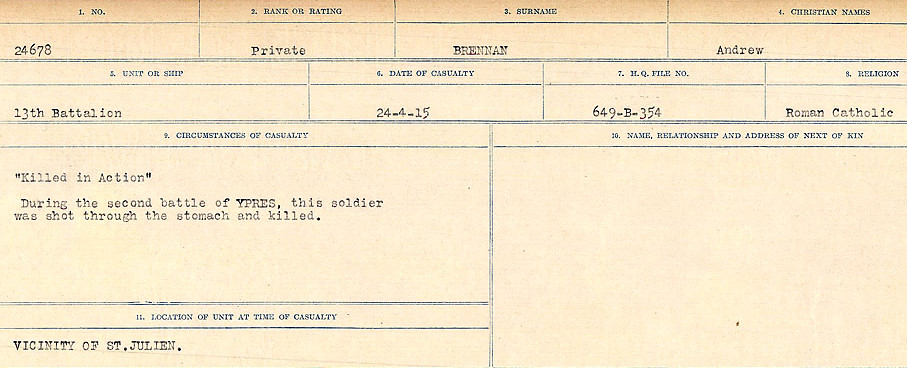 1. NO. 2. RANK OR RATING 3. SURNAME 4. CHRISTIAN NAMES
24678 Private BRENNAN Andrew
5. UNIT OR SHIP 6. DATE OF CASUALTY 7. H. Q. FILE NO. 8. RELIGION
13th Battalion 24-4-15 649-B-354 Roman Catholic
9. CIRCUMSTANCES OF CASUALTY 10. NAME, RELATIONSHIP AND ADDRESS OF NEXT OF KIN
"Killed in Action"
During the second battle of YPRES, this soldier
was shot through the stomach and killed.
11. LOCATION OF UNIT AT TIME OF CASUALTY
VICINITY OF ST.JULIEN.